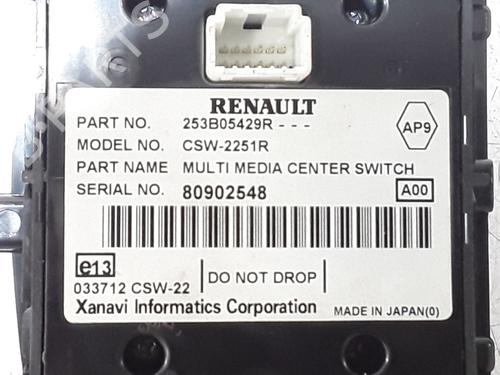 RENAULT
PART NO. 253B05429R - - -
AP9
MODEL NO. CSW-2251R
PART NAME MULTI MEDIA CENTER SWITCH
SERIAL NO. 80902548 A00
e13
033712 CSW-22 DO NOT DROP
Xanavi Informatics Corporation MADE IN JAPAN(0)